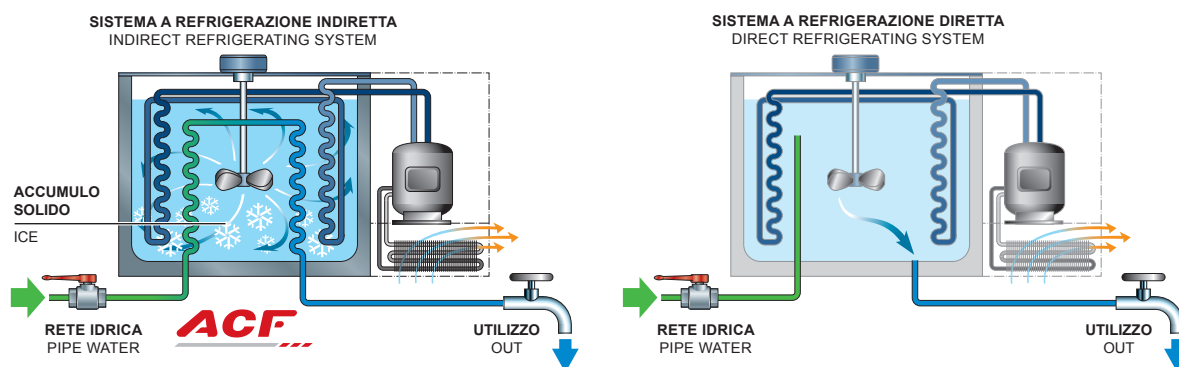 SISTEMA A REFRIGERAZIONE INDIRETTA
INDIRECT REFRIGERATING SYSTEM
ACCUMULO
SOLIDO
ICE
RETE IDRICA
PIPE WATER
ACF
UTILIZZO
OUT
SISTEMA A REFRIGERAZIONE DIRETTA
DIRECT REFRIGERATING SYSTEM
RETE IDRICA
PIPE WATER
UTILIZZO
OUT